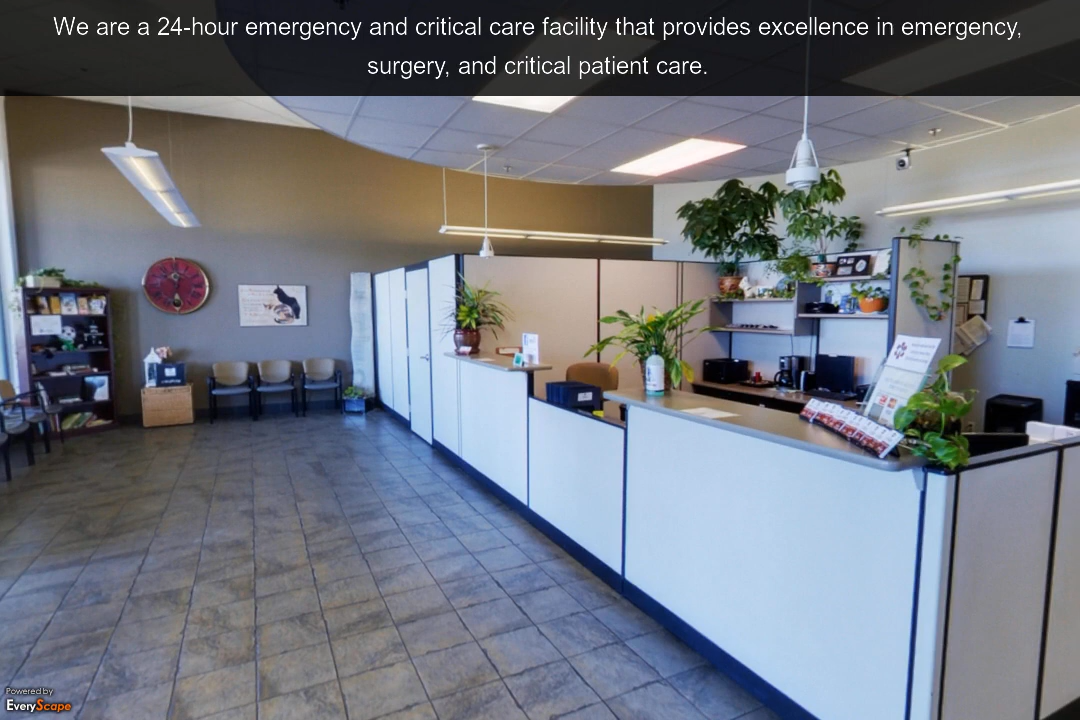 We are a 24-hour emergency and critical care facility that provides excellence in emergency,
surgery, and critical patient care.
Powered by
EveryScape